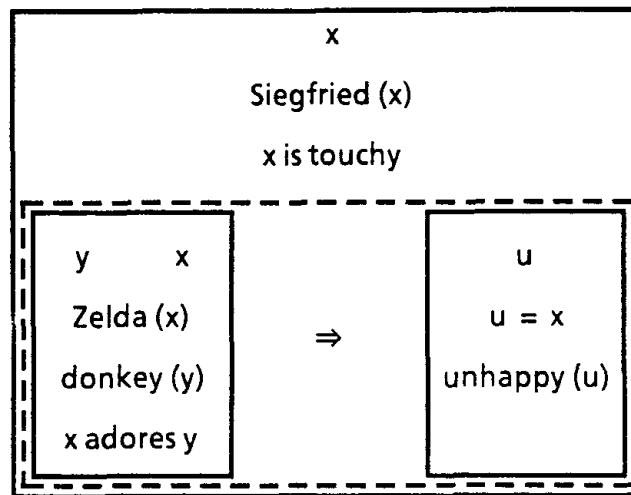 x
Siegfried (x)
x is touchy
y x
Zelda (x)
donkey (y)
x adores y
⇒
u
u = x
unhappy (u)